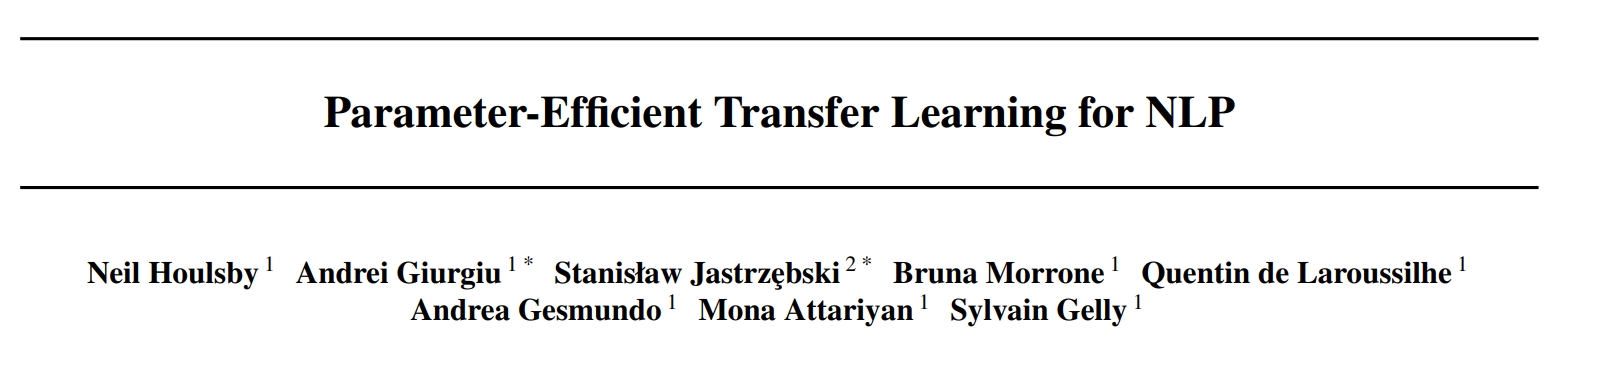 Parameter-Efficient Transfer Learning for NLP
Neil Houlsby 1 Andrei Giurgiu 1 * Stanisław Jastrzębski 2 * Bruna Morrone 1 Quentin de Laroussilhe 1
Andrea Gesmundo 1 Mona Attariyan 1 Sylvain Gelly 1